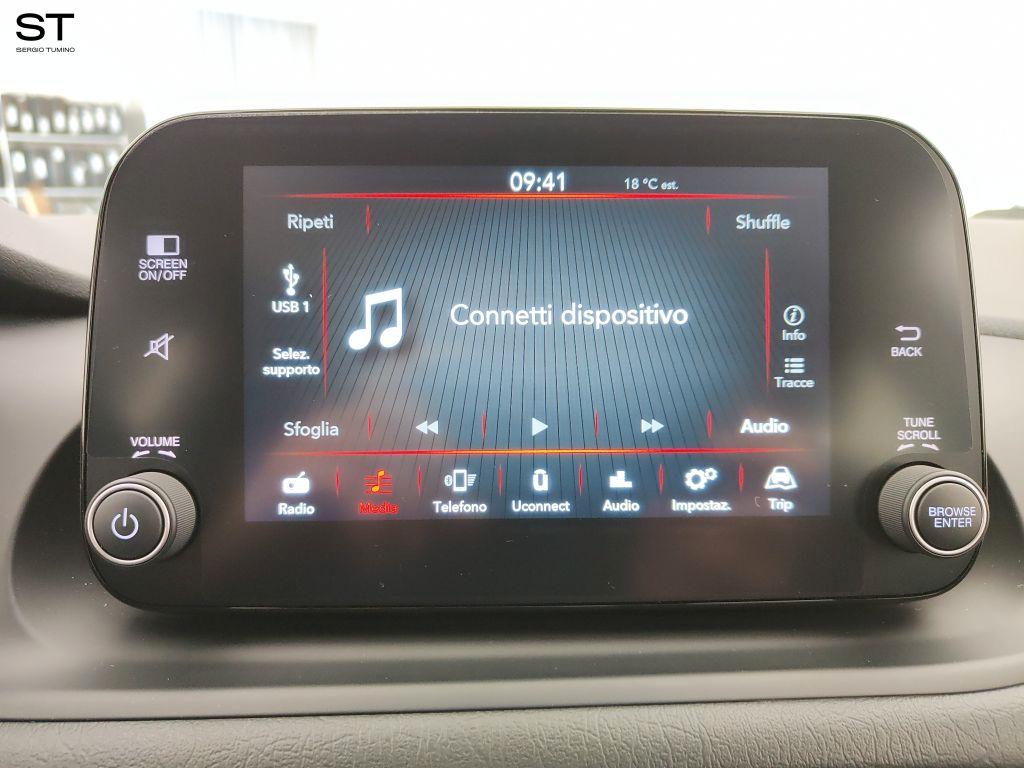 ST
SERGIO TUMINO
09:41 18 °C est.
Ripeti Shuffle
SCREEN
ON/OFF
USB 1
Connetti dispositivo
Info
BACK
Selez.
supporto
Tracce
Sfoglia Audio
VOLUME
TUNE
SCROLL
Radio Media Telefono Uconnect Audio Impostaz. Trip
BROWSE
ENTER